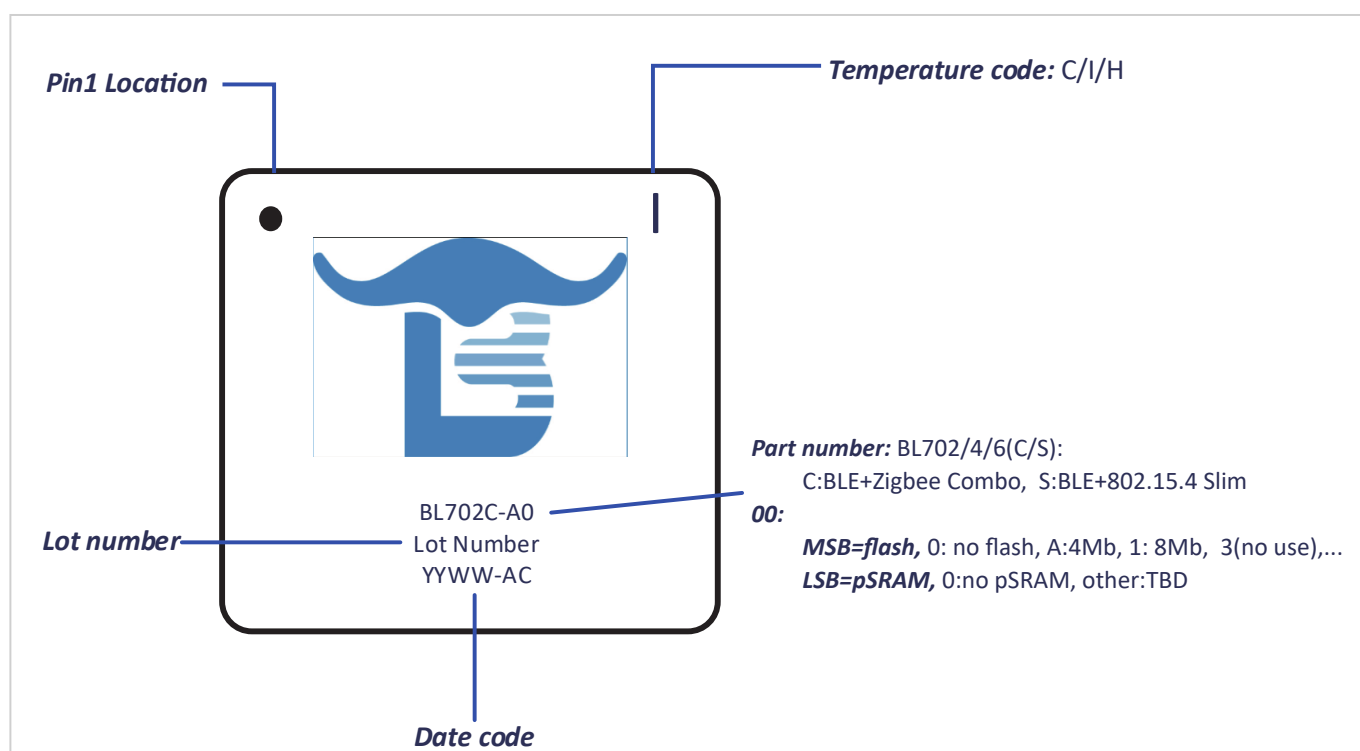 Pin1 Location
Temperature code: C/I/H
I
Part number: BL702/4/6(C/S):
C:BLE+Zigbee Combo, S:BLE+802.15.4 Slim
00:
MSB=flash, 0: no flash, A:4Mb, 1: 8Mb, 3(no use),...
LSB=pSRAM, 0:no pSRAM, other:TBD
BL702C-A0
Lot number
Lot Number
YYWW-AC
Date code